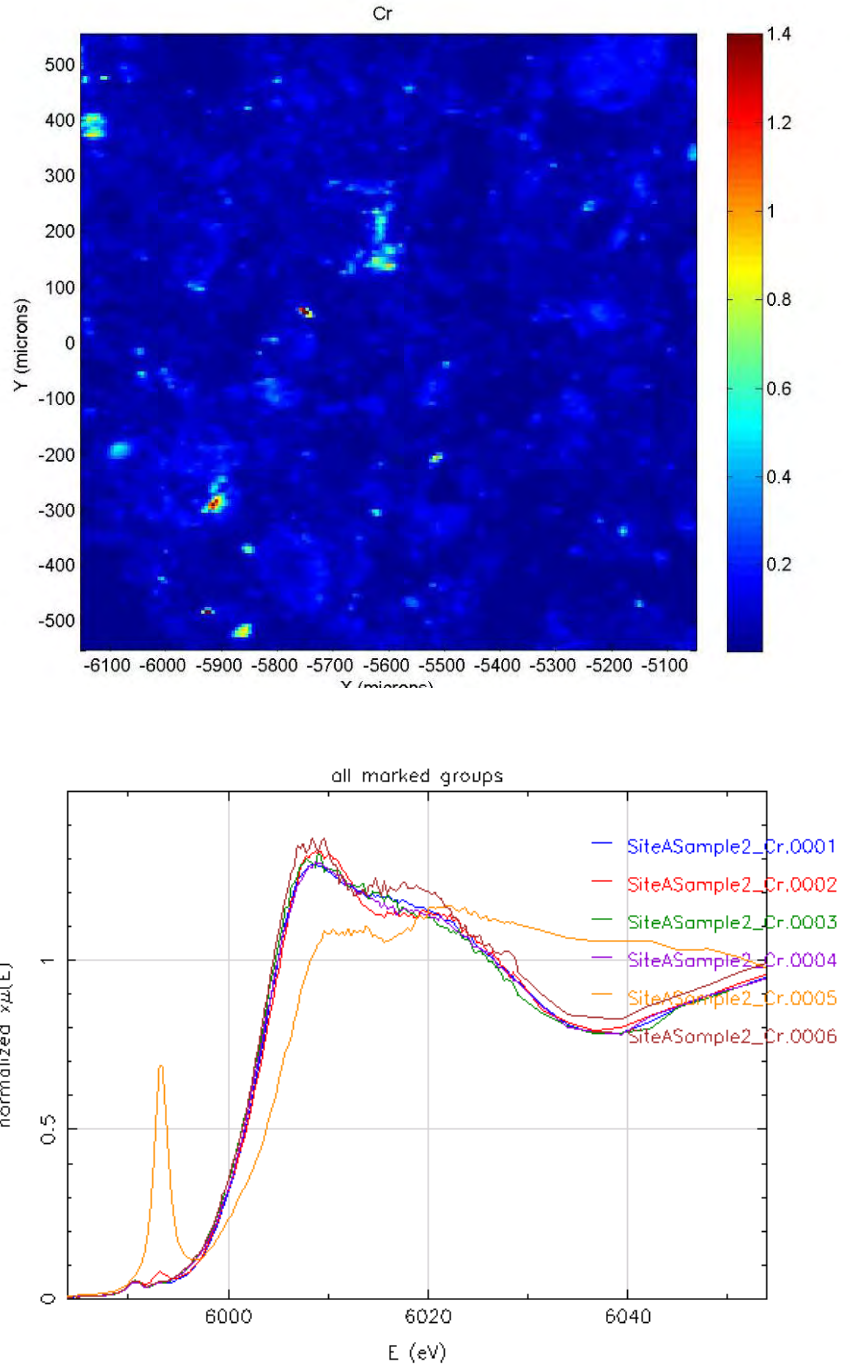 Cr
1.4
500
400
1.2
300
200
1
100
0.8
0
Y (microns)
-100
0.6
-200
-300
0.4
-400
0.2
-500
-6100 -6000 -5900 -5800 -5700 -5600 -5500 -5400 -5300 -5200 -5100
X (microns)
all marked groups
SiteASample2_Cr.0001
SiteASample2_Cr.0002
SiteASample2_Cr.0003
1
SiteASample2_Cr.0004
SiteASample2_Cr.0005
SiteASample2_Cr.0006
normalized xμ(E)
0.5
0
6000 6020 6040
E (eV)